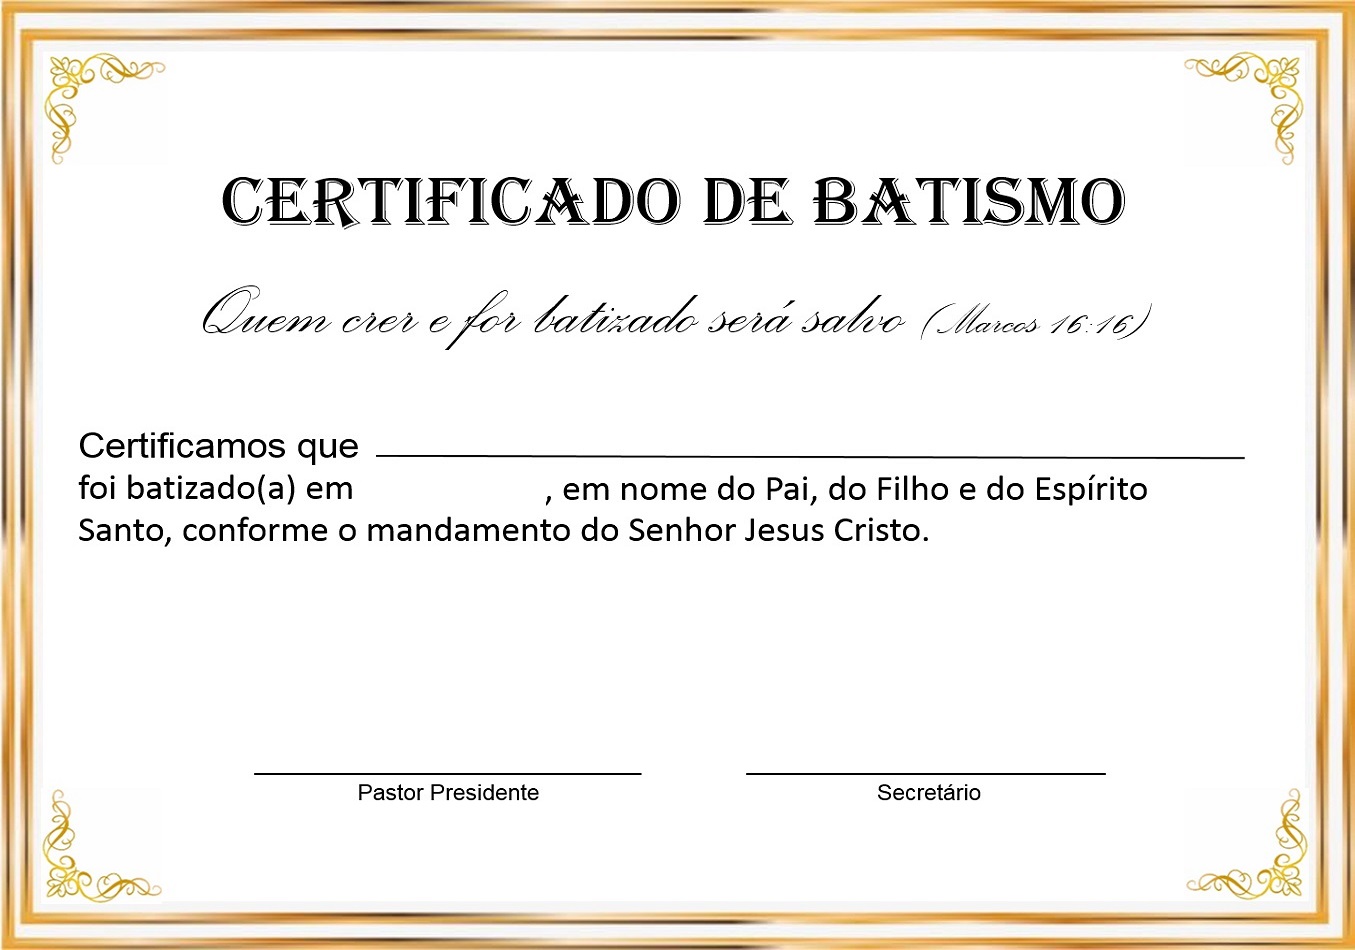 CERTIFICADO DE BATISMO
Quem crer e for batizado será salvo (Marcos 16:16)
Certificamos que
foi batizado(a) em , em nome do Pai, do Filho e do Espírito
Santo, conforme o mandamento do Senhor Jesus Cristo.
Pastor Presidente
Secretário